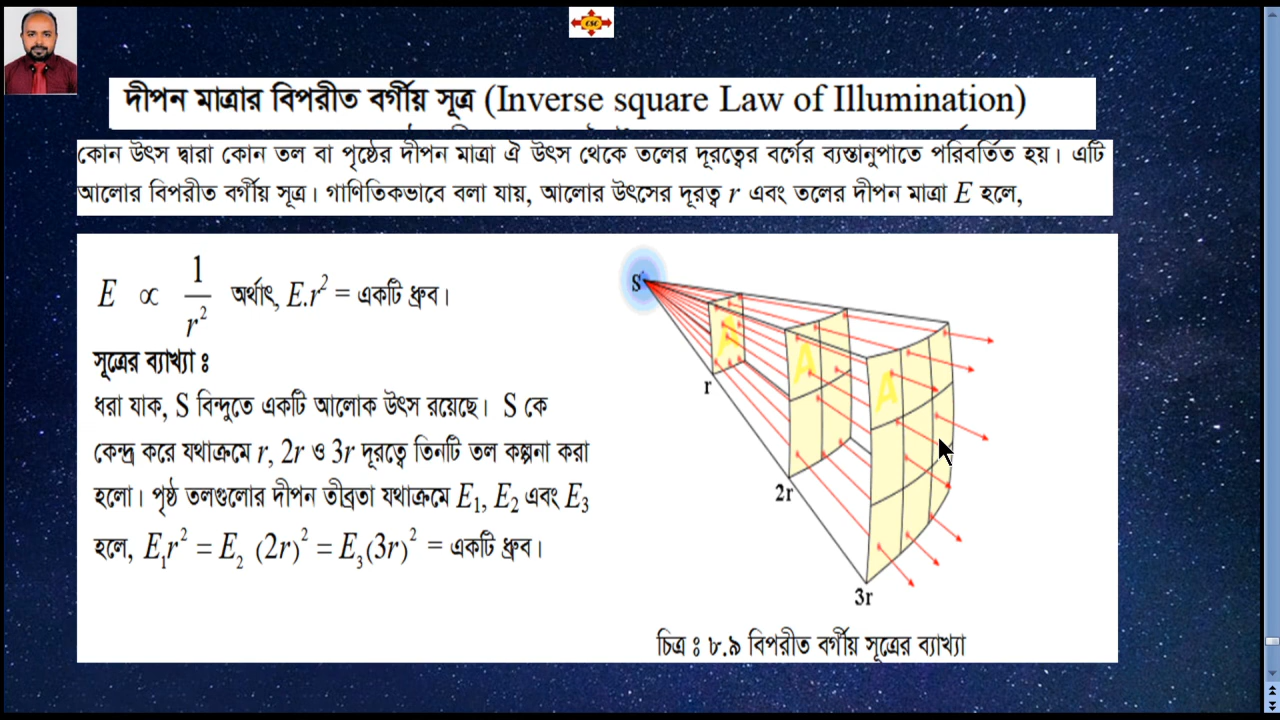 CSC
দীপন মাত্রার বিপরীত বর্গীয় সূত্র (Inverse square Law of Illumination)
কোন উৎস দ্বারা কোন তল বা পৃষ্ঠের দীপন মাত্রা ঐ উৎস থেকে তলের দূরত্বের বর্গের ব্যস্তানুপাতে পরিবর্তিত হয়। এটি
আলোর বিপরীত বর্গীয় সূত্র। গাণিতিকভাবে বলা যায়, আলোর উৎসের দূরত্ব r এবং তলের দীপন মাত্রা E হলে,
E ∝ 1/r² অর্থাৎ, E.r² = একটি ধ্রুব।
সূত্রের ব্যাখ্যা ঃ
ধরা যাক, S বিন্দুতে একটি আলোক উৎস রয়েছে। S কে
কেন্দ্র করে যথাক্রমে r, 2r ও 3r দূরত্বে তিনটি তল কল্পনা করা
হলো। পৃষ্ঠ তলগুলোর দীপন তীব্রতা যথাক্রমে E₁, E₂ এবং E₃
হলে, E₁r² = E₂ (2r)² = E₃(3r)² = একটি ধ্রুব।
S
A
A
A
r
2r
3r
চিত্র ঃ ৮.৯ বিপরীত বর্গীয় সূত্রের ব্যাখ্যা